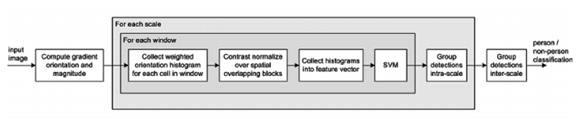 For each scale
For each window
input
image
Compute gradient
orientation and
magnitude
Collect weighted
orientation histogram
for each cell in window
Contrast normalize
over spatial
overlapping blocks
Collect histograms
into feature vector
SVM
Group
detections
intra-scale
Group
detections
inter-scale
person /
non-person
classification